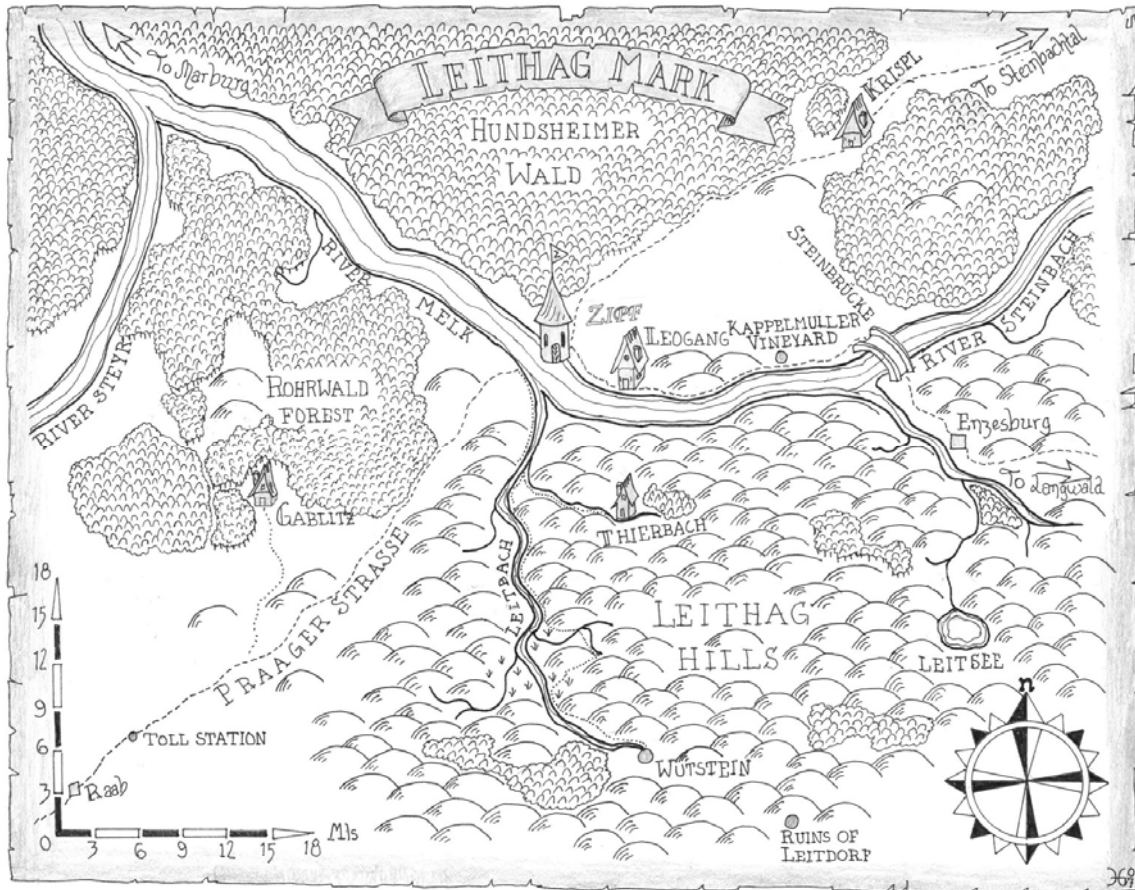 LEITHAG MARK
To Marburg
HUNDSHEIMER
WALD
KRISPL
To Steinbachtal
RIVER STEYR
RIVER MELK
STEINBRÜCKE
RIVER STEINBACH
ZIPF
LEOGANG
KAPPELMULLER
VINEYARD
ROHRWALD
FOREST
Enzesburg
To Langwald
GABLITZ
THIERBACH
PRAAGER STRASSE
LEITBACH
LEITHAG
HILLS
LEITSEE
n
TOLL STATION
Raab
WÜTSTEIN
RUINS OF
LEITDORF
18
15
12
9
6
3
0 3 6 9 12 15 18 Mls